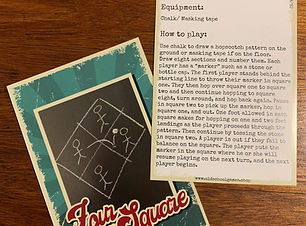 Equipment:
Chalk/ Masking tape
How to play:
Use chalk to draw a hopscotch pattern on the
ground or masking tape if on the floor.
Draw eight sections and number them. Each
player has a "marker" such as a stone or
bottle cap. The first player stands behind the
starting line to throw their marker in square
one. They then hop over square one to square
two and then continue hopping to square
eight, turn around, and hop back again. Pause
in square two to pick up the marker, hop in
square one, and out. One foot allowed in each
square makes for hopping on one and two foot
landings as the player proceeds through the
pattern. Then continue by tossing the stone
in square two. A player is out if they fail to
balance on the square. The player puts the
marker in the square where he or she will
resume playing on the next turn, and the next
player begins.
www.oldschoolgames.com
Four
Square